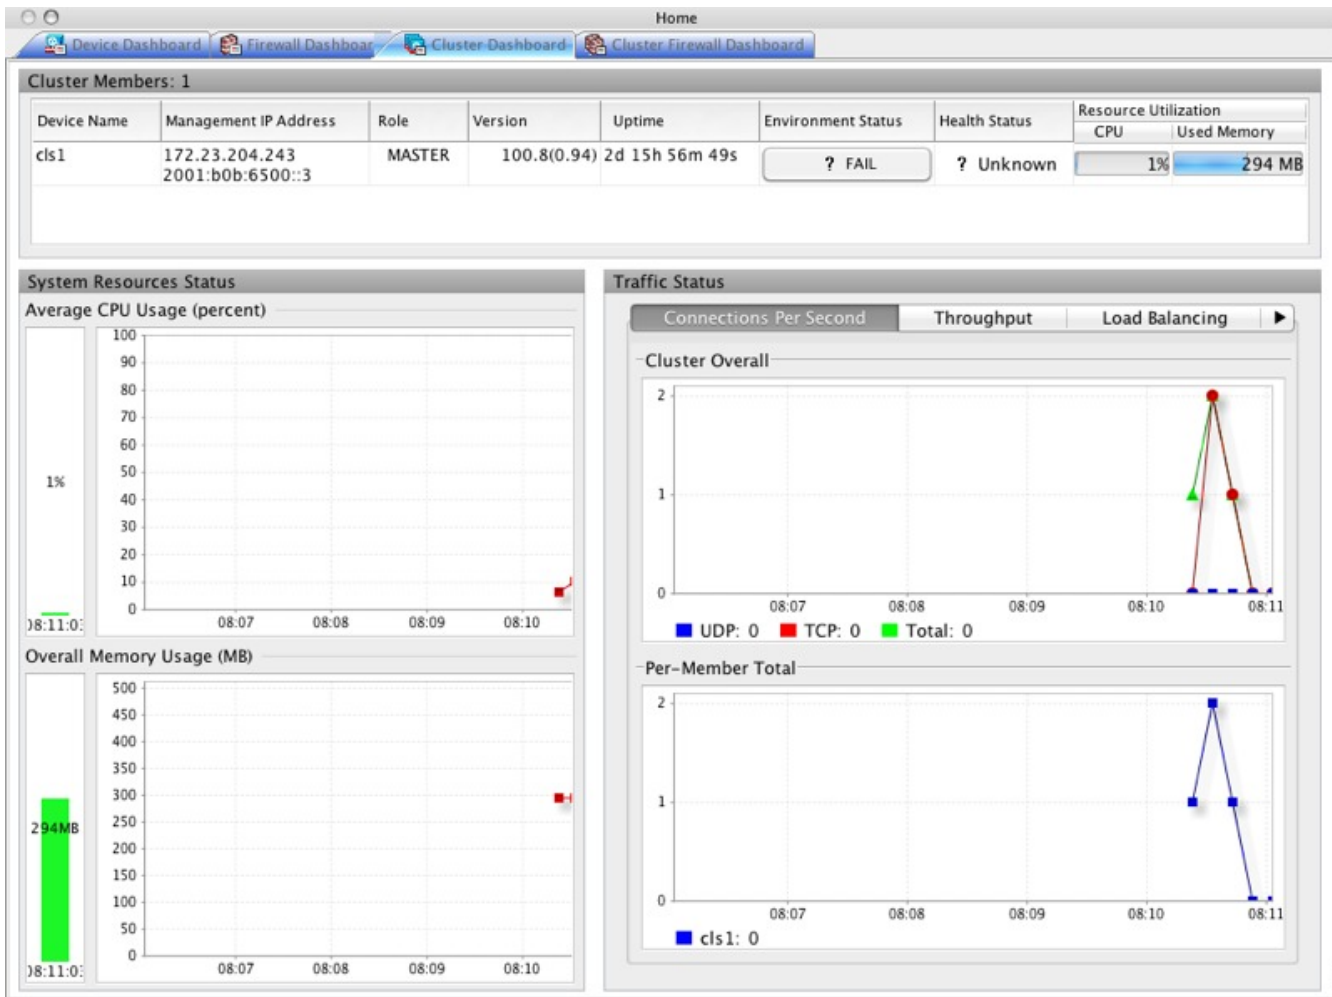 Home
Device Dashboard
Firewall Dashboar
Cluster Dashboard
Cluster Firewall Dashboard
Cluster Members: 1
Device Name
Management IP Address
Role
Version
Uptime
Environment Status
Health Status
Resource Utilization
CPU
Used Memory
cls1
172.23.204.243
2001:b0b:6500::3
MASTER
100.8(0.94)
2d 15h 56m 49s
? FAIL
? Unknown
1%
294 MB
System Resources Status
Average CPU Usage (percent)
1%
08:11:0
100
90
80
70
60
50
40
30
20
10
0
08:07
08:08
08:09
08:10
Overall Memory Usage (MB)
294MB
08:11:0
500
450
400
350
300
250
200
150
100
50
0
08:07
08:08
08:09
08:10
Traffic Status
Connections Per Second
Throughput
Load Balancing
Cluster Overall
2
1
0
08:07
08:08
08:09
08:10
08:11
UDP: 0
TCP: 0
Total: 0
Per-Member Total
2
1
0
08:07
08:08
08:09
08:10
08:11
cls1: 0